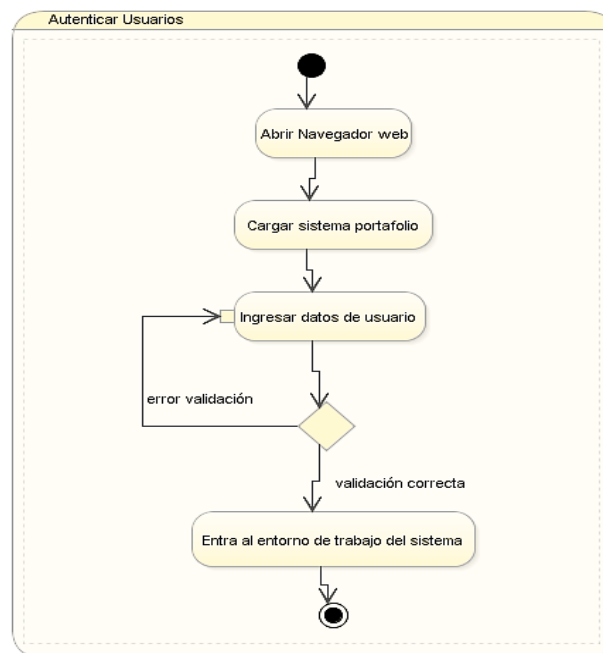 Autenticar Usuarios
Abrir Navegador web
Cargar sistema portafolio
Ingresar datos de usuario
error validación
validación correcta
Entra al entorno de trabajo del sistema